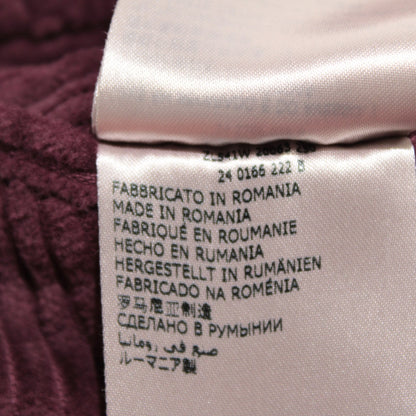 24 0166 222 B
FABBRICATO IN ROMANIA
MADE IN ROMANIA
FABRIQUÉ EN ROUMANIE
HECHO EN RUMANIA
HERGESTELLT IN RUMÄNIEN
FABRICADO NA ROMÉNIA
罗马尼亚制造
СДЕЛАНО В РУМЫНИИ
صنع في رومانيا
ルーマニア製